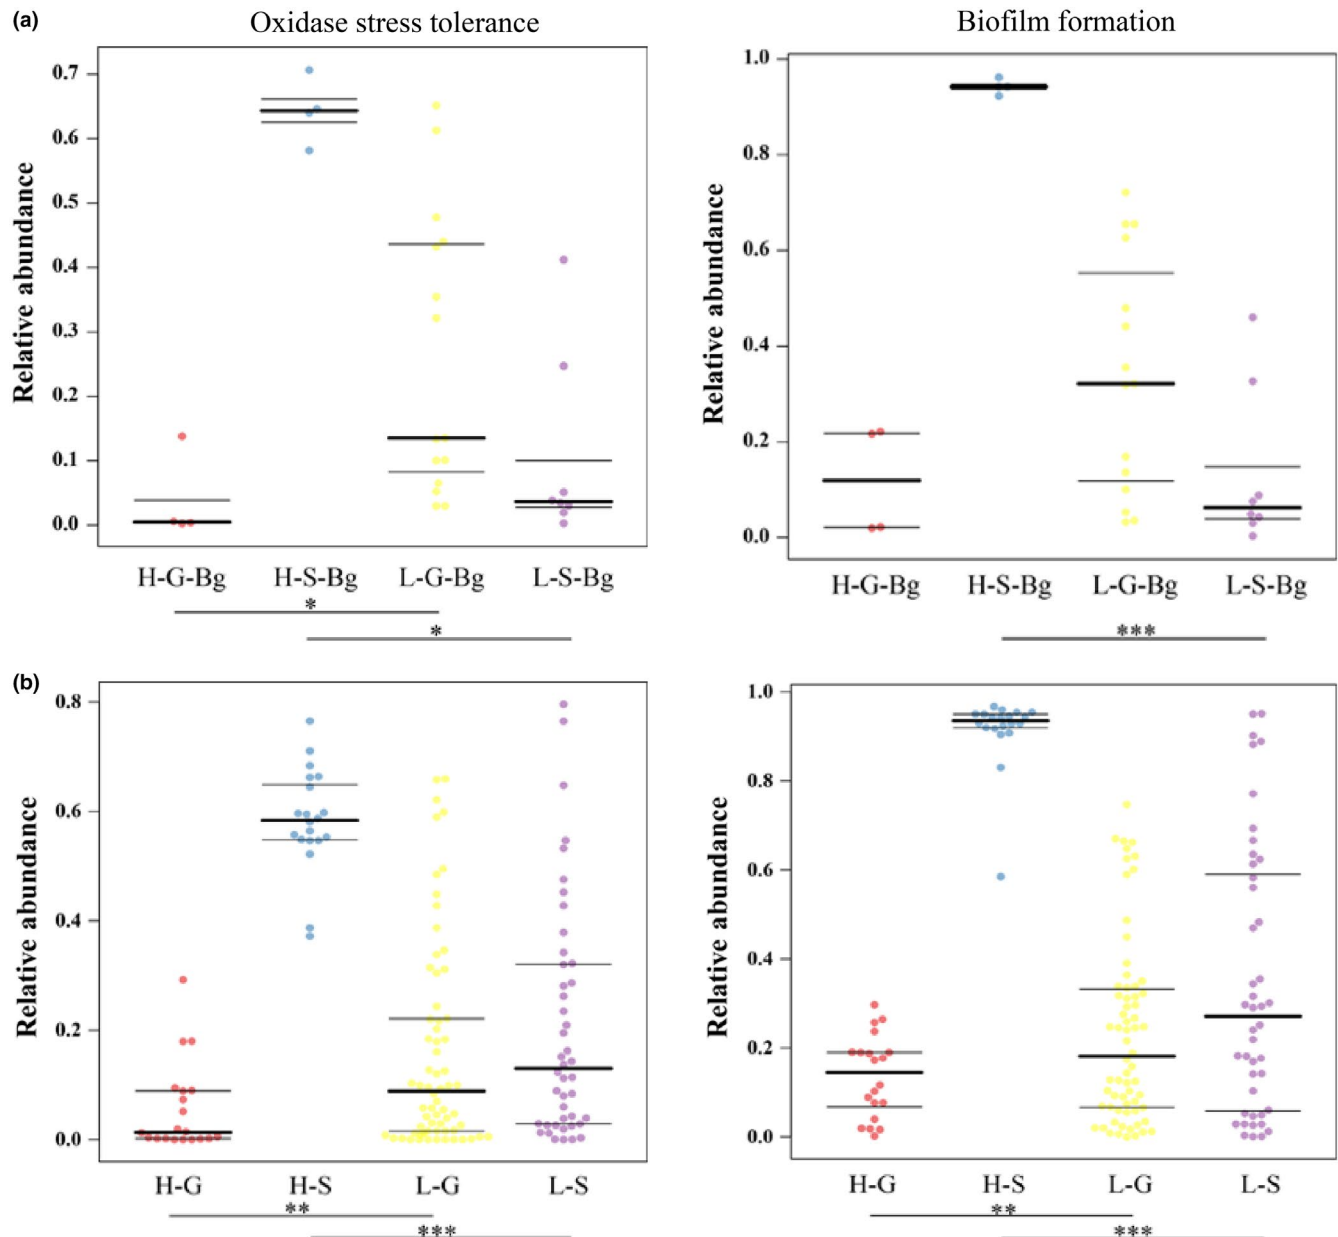 (a)
Oxidase stress tolerance
Biofilm formation
Relative abundance
0.7
0.6
0.5
0.4
0.3
0.2
0.1
0.0
H-G-Bg H-S-Bg L-G-Bg L-S-Bg
*
*
Relative abundance
1.0
0.8
0.6
0.4
0.2
0.0
H-G-Bg H-S-Bg L-G-Bg L-S-Bg
***
(b)
Relative abundance
0.8
0.6
0.4
0.2
0.0
H-G H-S L-G L-S
**
***
Relative abundance
1.0
0.8
0.6
0.4
0.2
0.0
H-G H-S L-G L-S
**
***